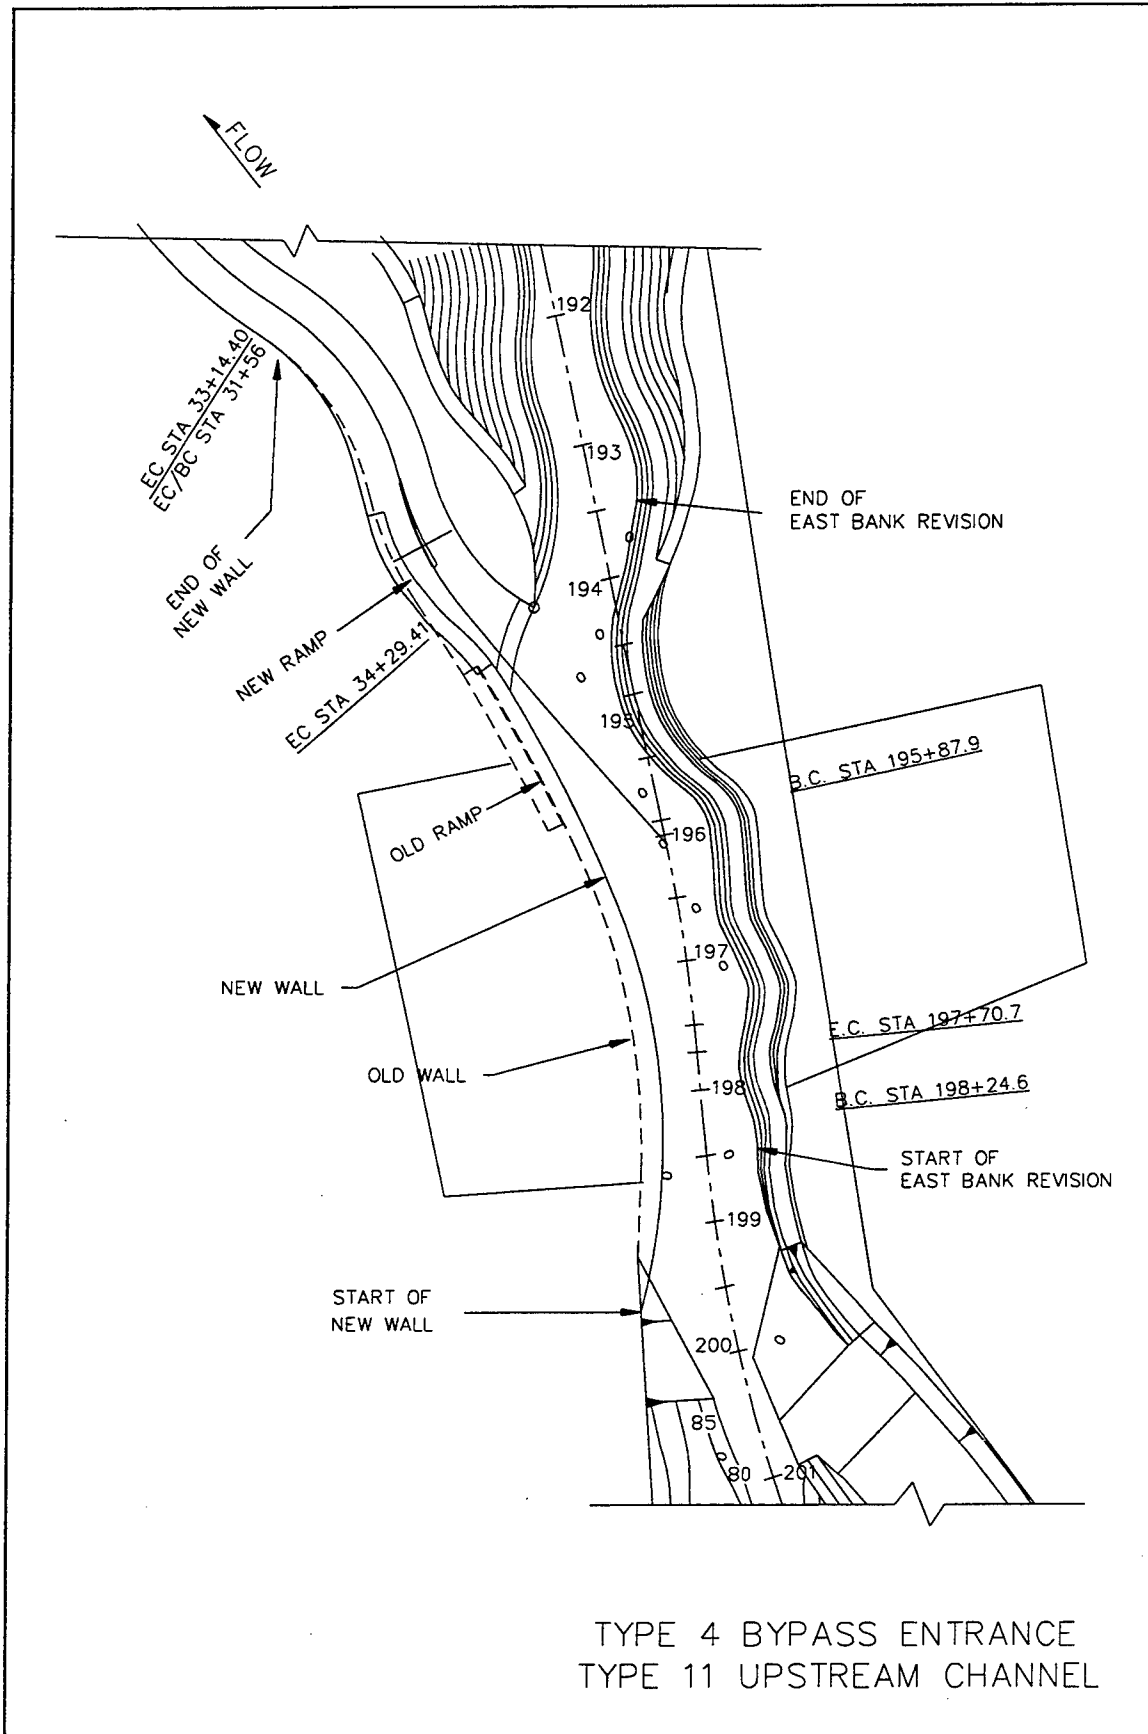 FLOW
192
EC STA 33+14.40
EC/BC STA 31+56
193
END OF
EAST BANK REVISION
END OF
NEW WALL
194
NEW RAMP
EC STA 34+29.41
195
B.C. STA 195+87.9
OLD RAMP
196
197
NEW WALL
E.C. STA 197+70.7
OLD WALL
198
B.C. STA 198+24.6
START OF
EAST BANK REVISION
199
START OF
NEW WALL
200
85
80
201
TYPE 4 BYPASS ENTRANCE
TYPE 11 UPSTREAM CHANNEL